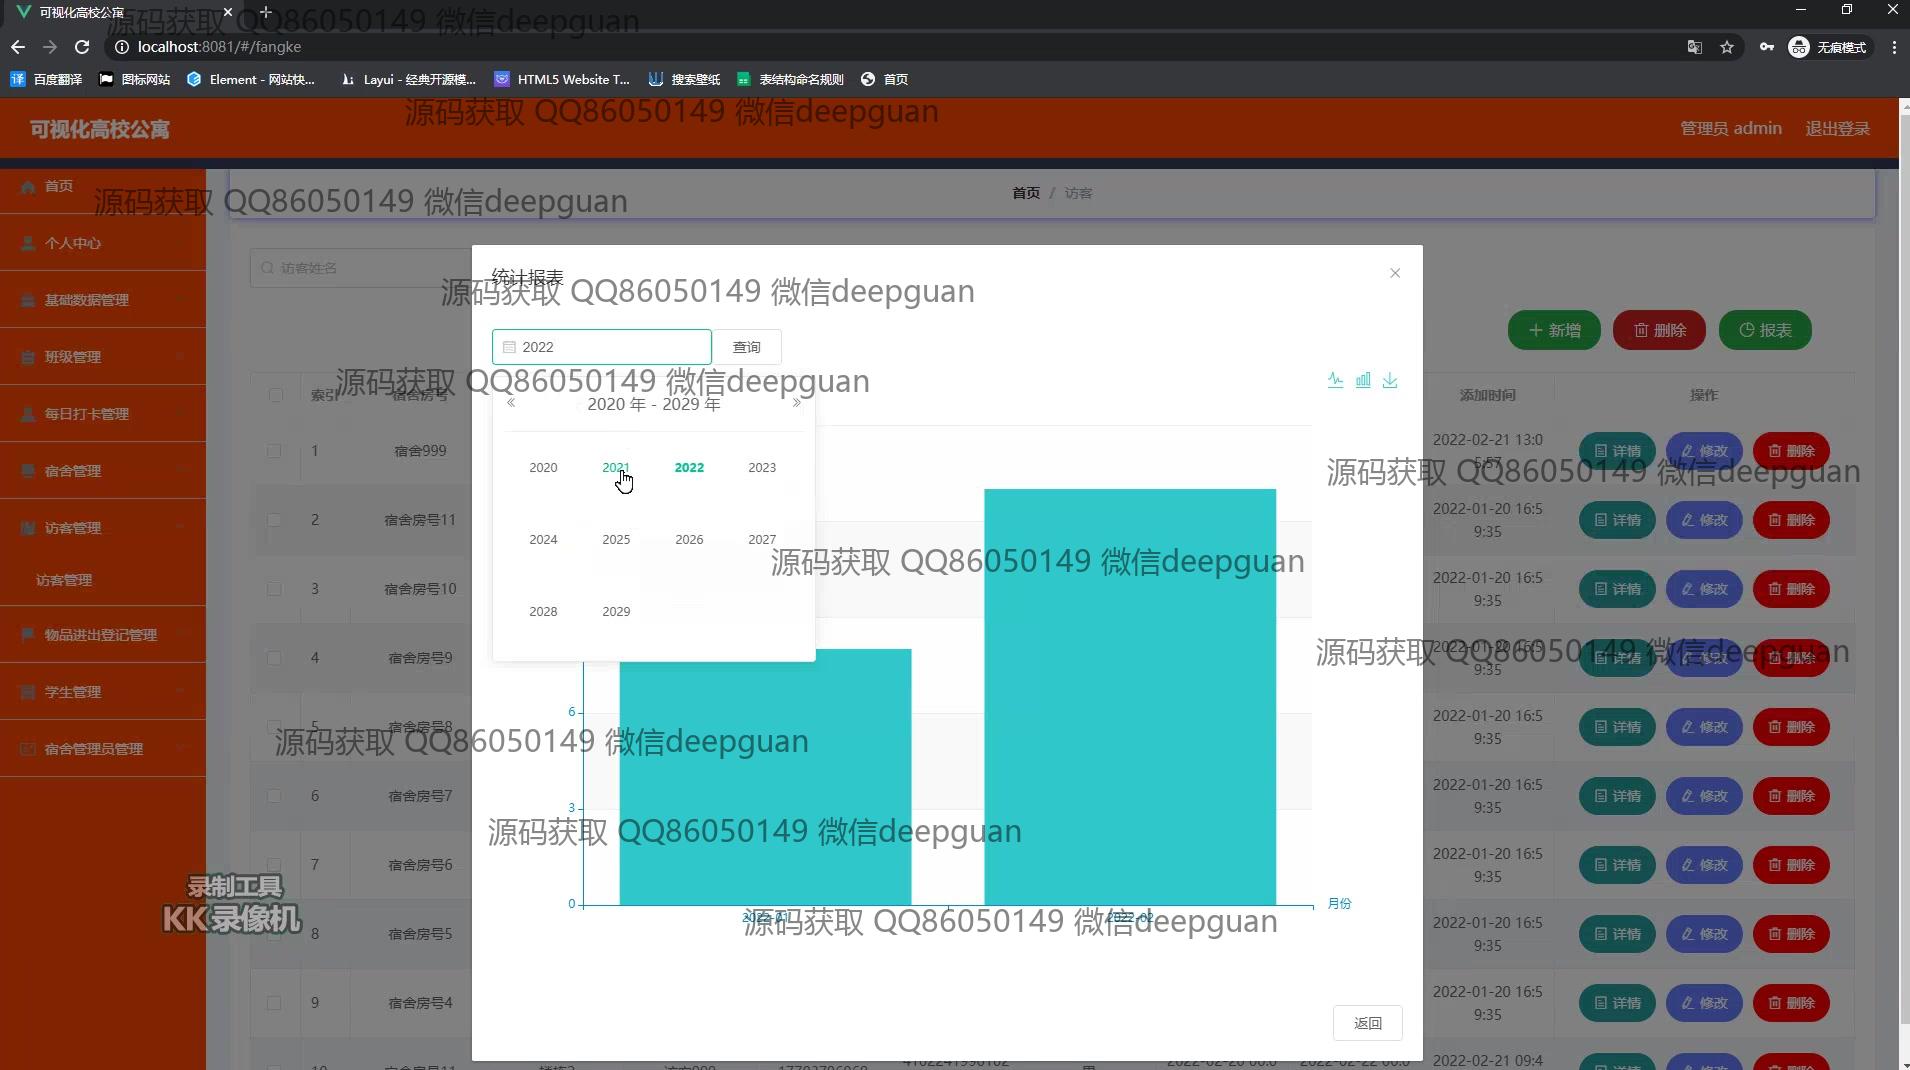 可视化高校公寓
localhost:8081/#/fangke
无痕模式
百度翻译
图标网站
Element - 网站快...
Layui - 经典开源模...
HTML5 Website T...
搜索壁纸
表结构命名规则
首页
源码获取 QQ86050149 微信deepguan
源码获取 QQ86050149 微信deepguan
可视化高校公寓
管理员 admin
退出登录
首页
个人中心
基础数据管理
班级管理
每日打卡管理
宿舍管理
访客管理
访客管理
物品进出登记管理
学生管理
宿舍管理员管理
源码获取 QQ86050149 微信deepguan
首页 / 访客
访客姓名
统计报表
源码获取 QQ86050149 微信deepguan
2022
查询
新增
删除
报表
源码获取 QQ86050149 微信deepguan
2020 年 - 2029 年
2020 2021 2022 2023
2024 2025 2026 2027
2028 2029
6
3
0
2022-01
2022-02
月份
返回
索引
宿舍房号
添加时间
操作
1 宿舍999 2022-02-21 13:05:57 详情 修改 删除
源码获取 QQ86050149 微信deepguan
2 宿舍房号11 2022-01-20 16:59:35 详情 修改 删除
源码获取 QQ86050149 微信deepguan
3 宿舍房号10 2022-01-20 16:59:35 详情 修改 删除
4 宿舍房号9 2022-01-20 16:59:35 详情 修改 删除
源码获取 QQ86050149 微信deepguan
5 宿舍房号8 2022-01-20 16:59:35 详情 修改 删除
源码获取 QQ86050149 微信deepguan
6 宿舍房号7 2022-01-20 16:59:35 详情 修改 删除
源码获取 QQ86050149 微信deepguan
7 宿舍房号6 2022-01-20 16:59:35 详情 修改 删除
录制工具
KK录像机
8 宿舍房号5 2022-01-20 16:59:35 详情 修改 删除
源码获取 QQ86050149 微信deepguan
9 宿舍房号4 2022-01-20 16:59:35 详情 修改 删除
2022-02-21 09:4